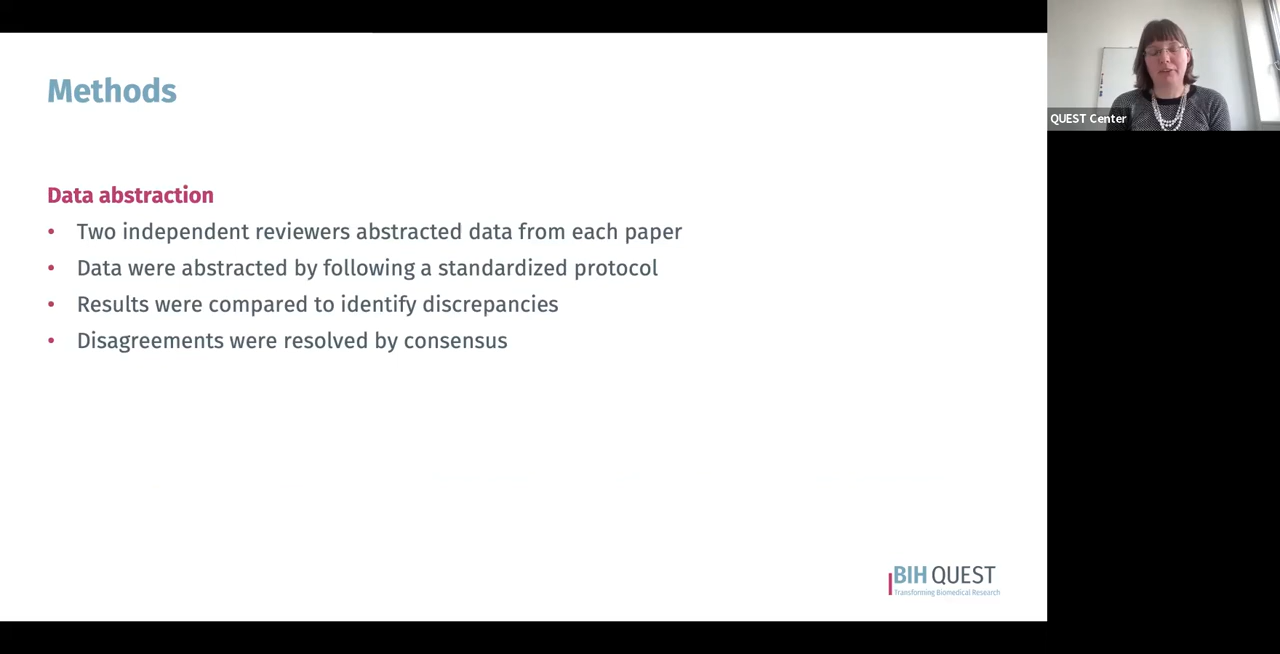 Methods
QUEST Center
Data abstraction
• Two independent reviewers abstracted data from each paper
• Data were abstracted by following a standardized protocol
• Results were compared to identify discrepancies
• Disagreements were resolved by consensus
BIH QUEST
Transforming Biomedical Research